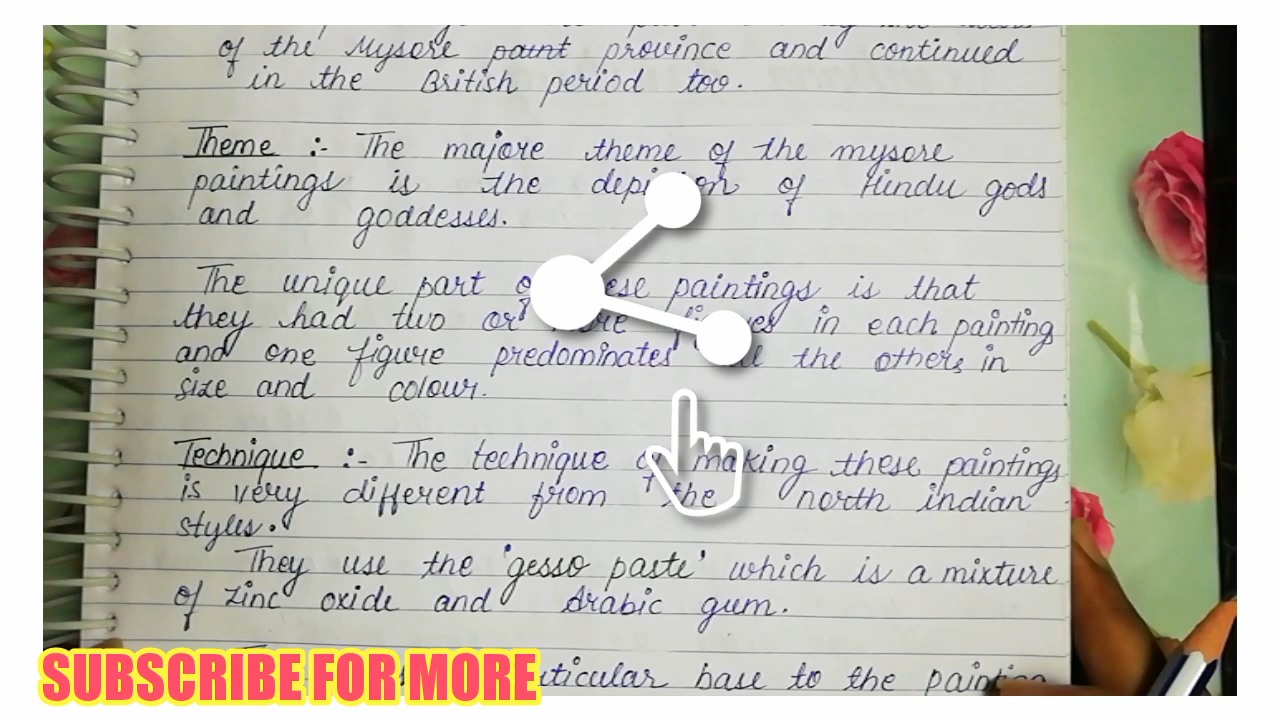 of the Mysore paint province and continued
in the British period too.
Theme :- The majore theme of the mysore
paintings is the of Hindu gods
and goddesses.
The unique part paintings is that
they had two or in each painting
and one figure predominates the others in
size and colour.
Technique :- The technique making these paintings
is very different from the north indian
styles.
They use the 'gesso paste' which is a mixture
of zinc oxide and Arabic gum.
base to the painting
SUBSCRIBE FOR MORE